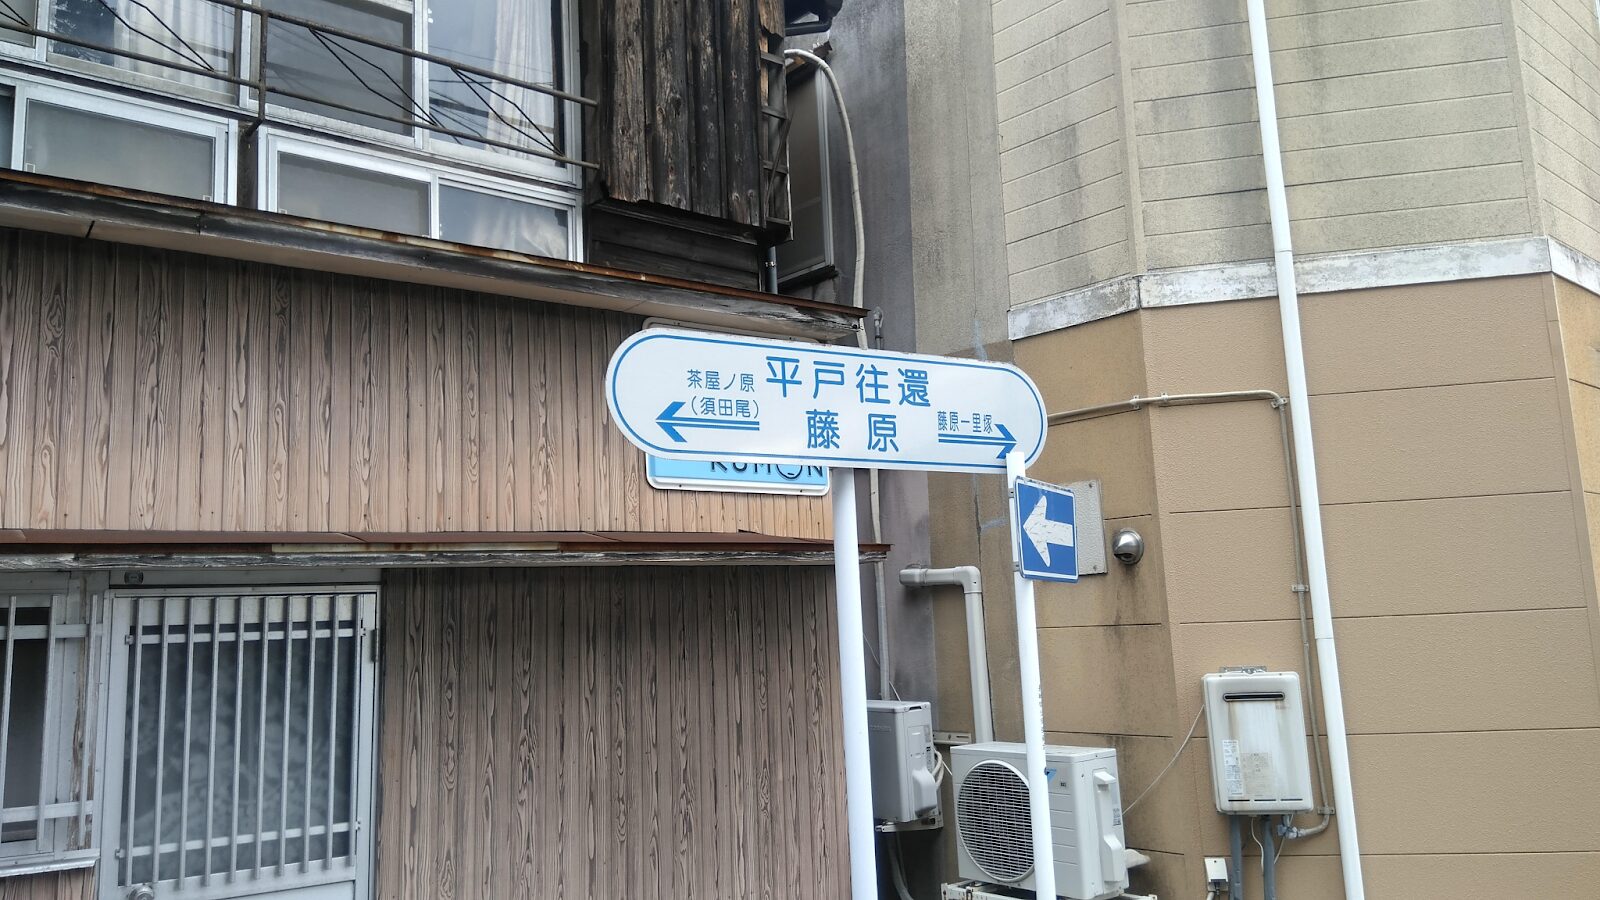 平戸往還
藤原
茶屋ノ原
(須田尾)
藤原一里塚
KUMON